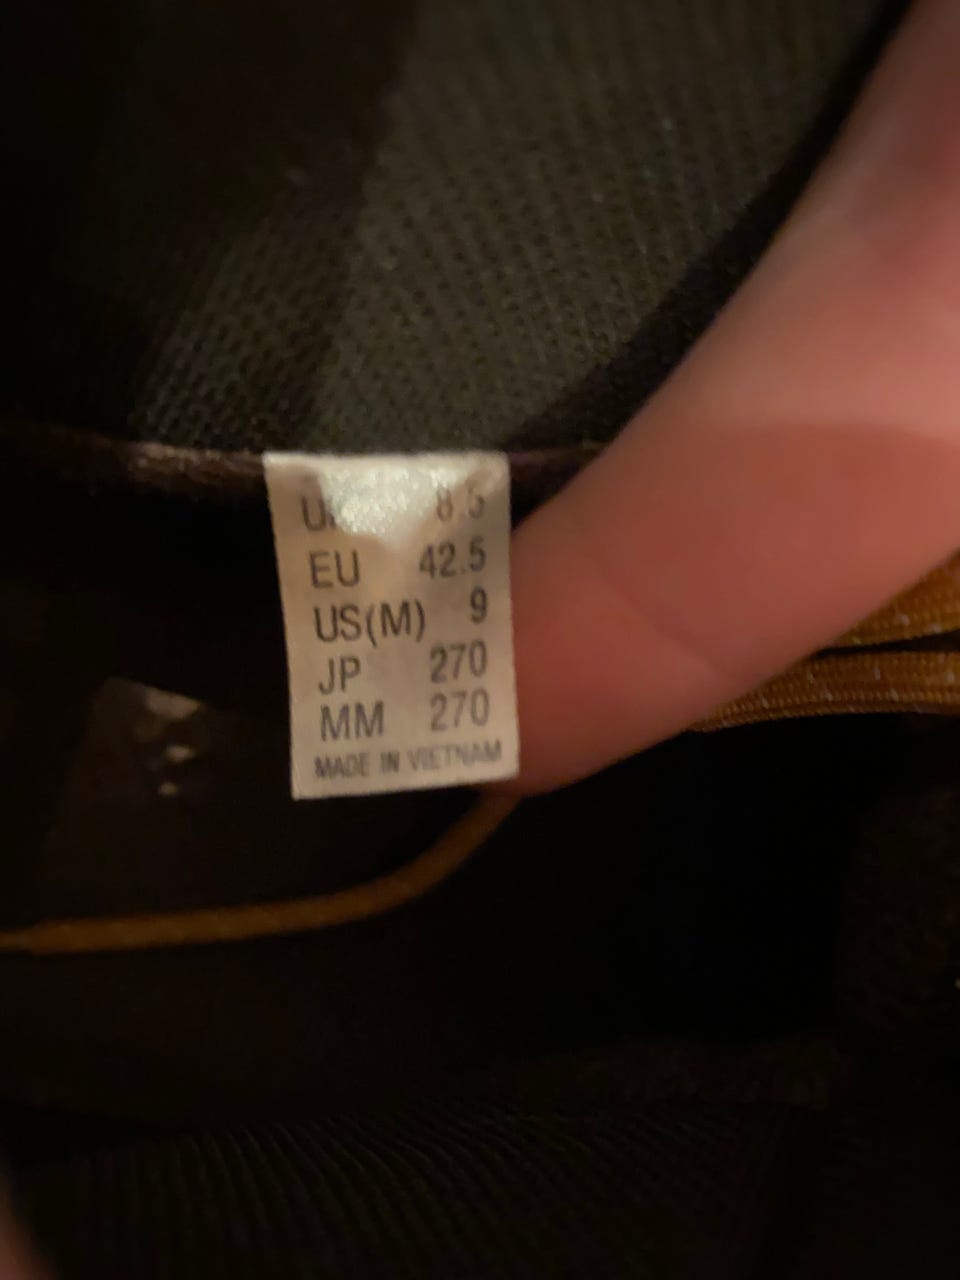 8.5
EU 42.5
US(M) 9
JP 270
MM 270
MADE IN VIETNAM